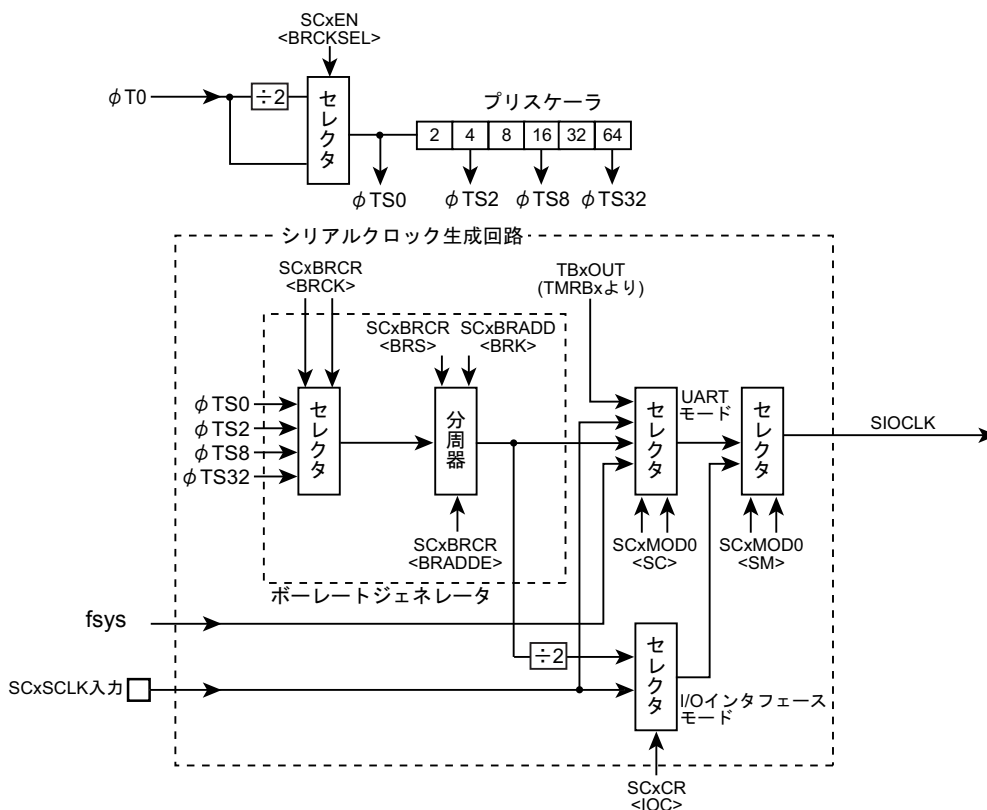 SCxEN
<BRCKSEL>
φT0
÷2
セレクタ
プリスケーラ
2 4 8 16 32 64
φTS0
φTS2
φTS8
φTS32
シリアルクロック生成回路
SCxBRCR
<BRCK>
TBxOUT
(TMRBxより)
SCxBRCR
<BRS>
SCxBRADD
<BRK>
φTS0
φTS2
φTS8
φTS32
セレクタ
分周器
SCxBRCR
<BRADDE>
ボーレートジェネレータ
セレクタ
UART
モード
セレクタ
SIOCLK
SCxMOD0
<SC>
SCxMOD0
<SM>
fsys
÷2
SCxSCLK入力
セレクタ
I/Oインタフェース
モード
SCxCR
<IOC>